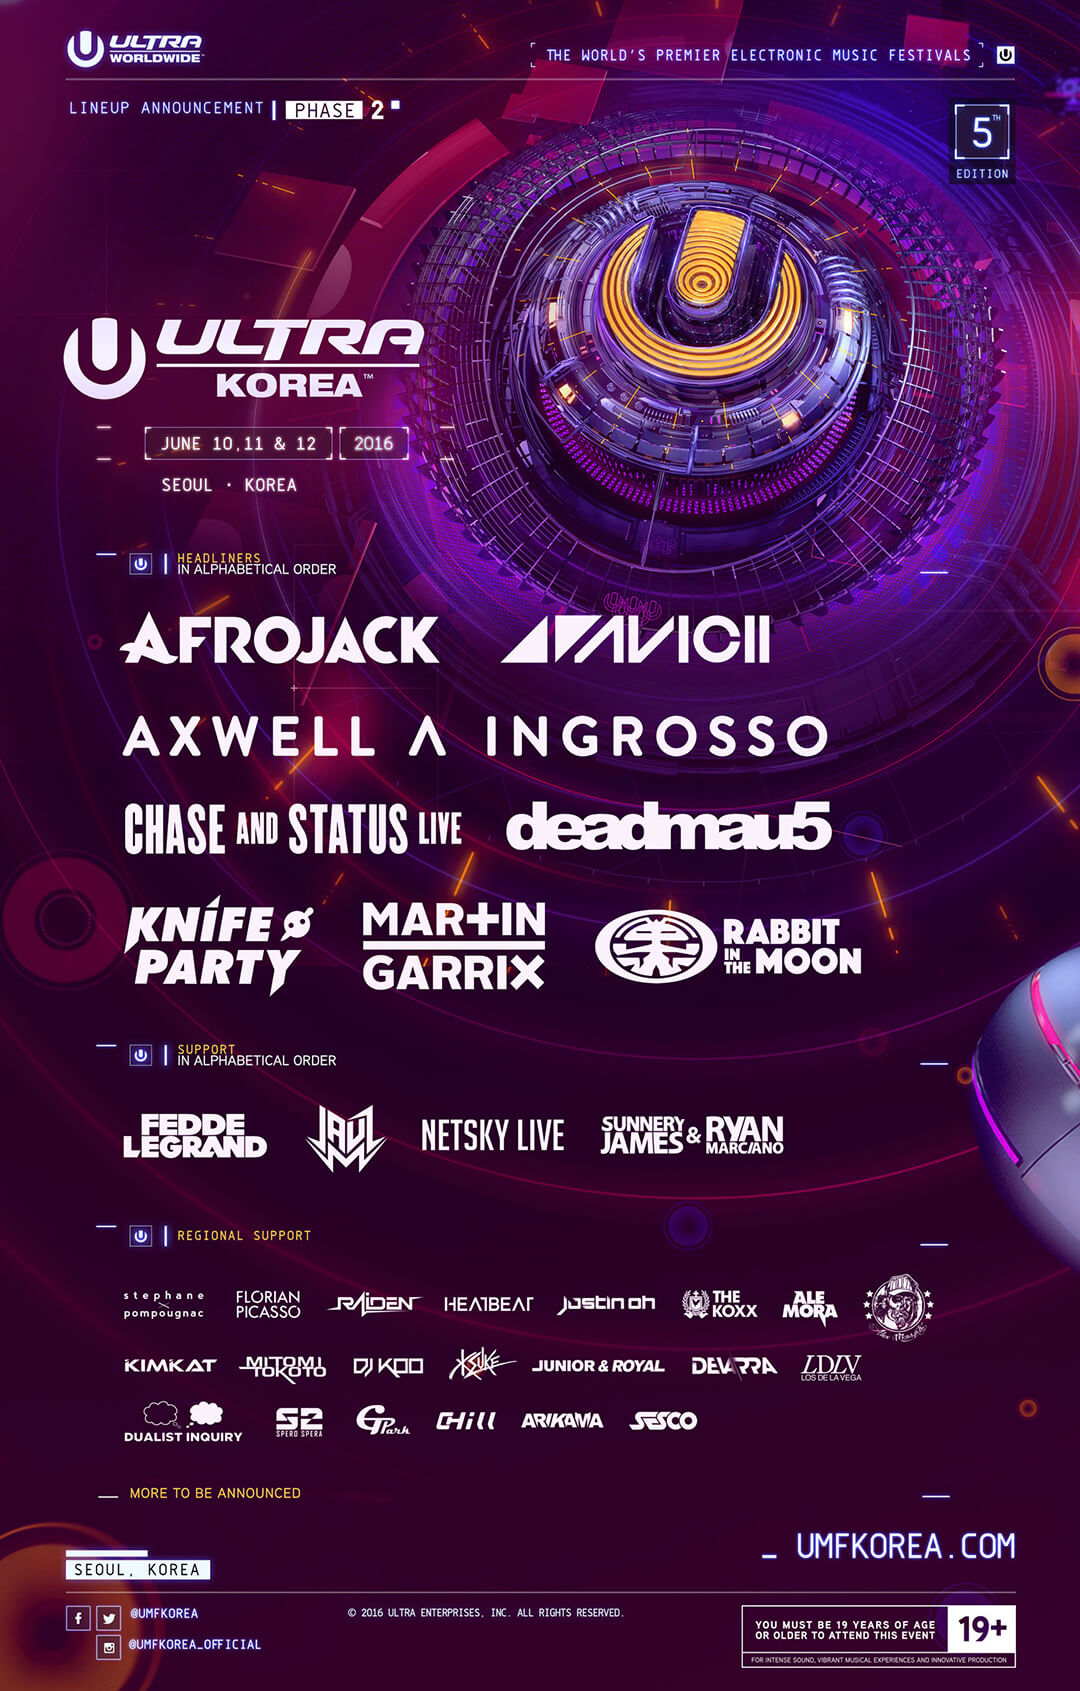 ULTRA
WORLDWIDE
THE WORLD'S PREMIER ELECTRONIC MUSIC FESTIVALS
LINEUP ANNOUNCEMENT | PHASE 2
5TH
EDITION
ULTRA
KOREA™
JUNE 10,11 & 12 2016
SEOUL · KOREA
HEADLINERS
IN ALPHABETICAL ORDER
AFROJACK AVICII
AXWELL Λ INGROSSO
CHASE AND STATUS LIVE deadmau5
KNIFE PARTY
MARTIN GARRIX
RABBIT IN THE MOON
SUPPORT
IN ALPHABETICAL ORDER
FEDDE LEGRAND
JAUZ
NETSKY LIVE
SUNNERY JAMES & RYAN MARCIANO
REGIONAL SUPPORT
stephane pompougnac
FLORIAN PICASSO
RAIDEN
HEATBEAT
JUSTIN OH
THE KOXX
ALE MORA
KIMKAT
MITOMI TOKOTO
DJ KOO
KSUKE
JUNIOR & ROYAL
DEVARRA
LDLV
LOS DE LA VEGA
DUALIST INQUIRY
S2
SPERO SPERA
G Park
CHill
ARIKAMA
SESCO
MORE TO BE ANNOUNCED
_ UMFKOREA.COM
SEOUL, KOREA
@UMFKOREA
@UMFKOREA_OFFICIAL
© 2016 ULTRA ENTERPRISES, INC. ALL RIGHTS RESERVED.
YOU MUST BE 19 YEARS OF AGE
OR OLDER TO ATTEND THIS EVENT
19+
FOR INTENSE SOUND, VIBRANT MUSICAL EXPERIENCES AND INNOVATIVE PRODUCTION